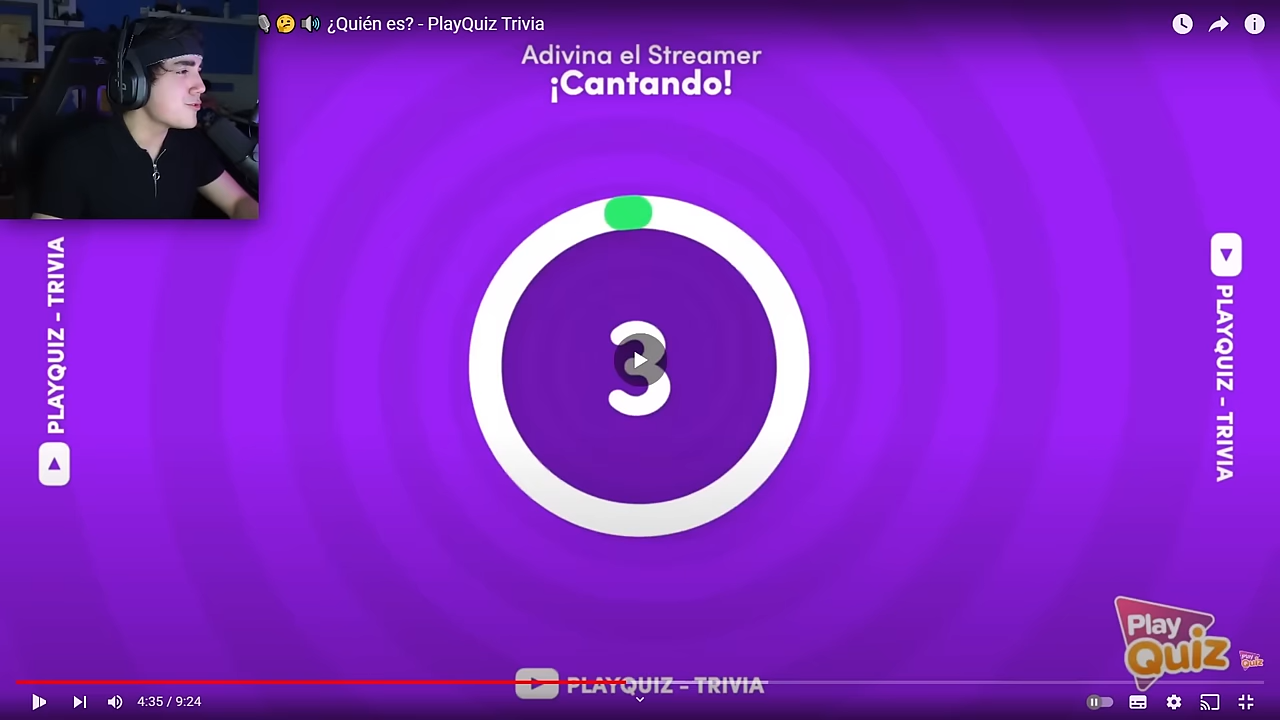 🎙️🤔🔊 ¿Quién es? - PlayQuiz Trivia
Adivina el Streamer
¡Cantando!
PLAYQUIZ - TRIVIA
3
PLAYQUIZ - TRIVIA
Play
Quiz
PLAYQUIZ - TRIVIA
4:35 / 9:24